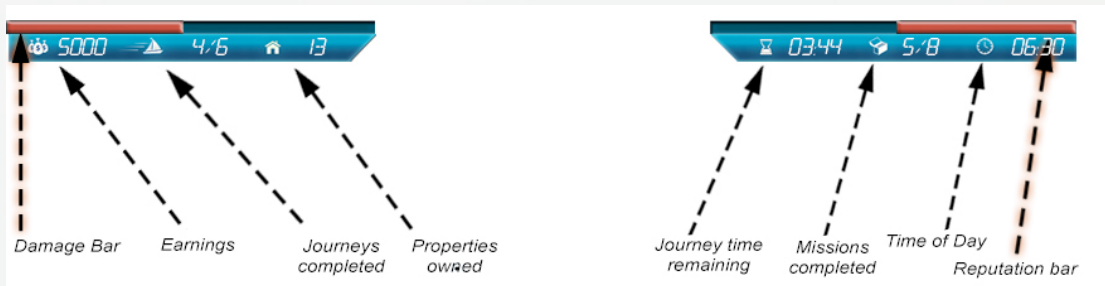 5000 4/6 13
03:44 5/8 06:30
Damage Bar
Earnings
Journeys
completed
Properties
owned
Journey time
remaining
Missions
completed
Time of Day
Reputation bar